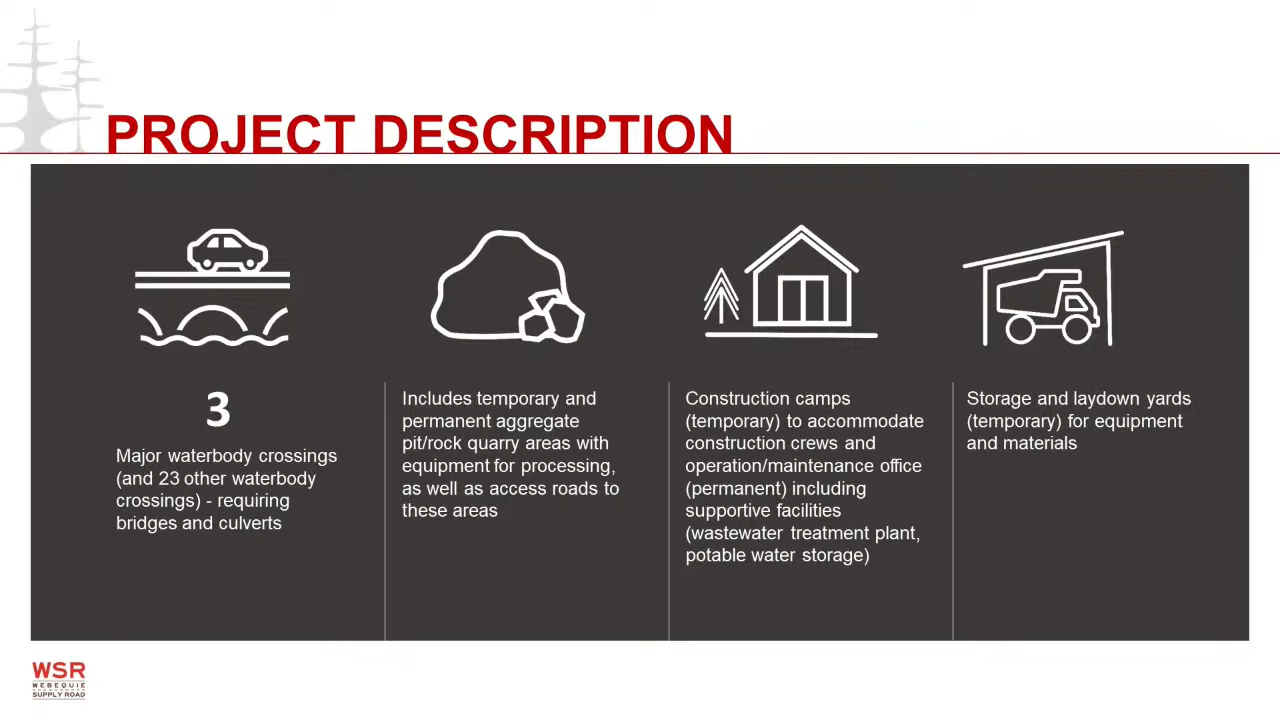 PROJECT DESCRIPTION
3
Major waterbody crossings
(and 23 other waterbody
crossings) - requiring
bridges and culverts
Includes temporary and
permanent aggregate
pit/rock quarry areas with
equipment for processing,
as well as access roads to
these areas
Construction camps
(temporary) to accommodate
construction crews and
operation/maintenance office
(permanent) including
supportive facilities
(wastewater treatment plant,
potable water storage)
Storage and laydown yards
(temporary) for equipment
and materials
WSR
WEBEQUIE
SUPPLY ROAD